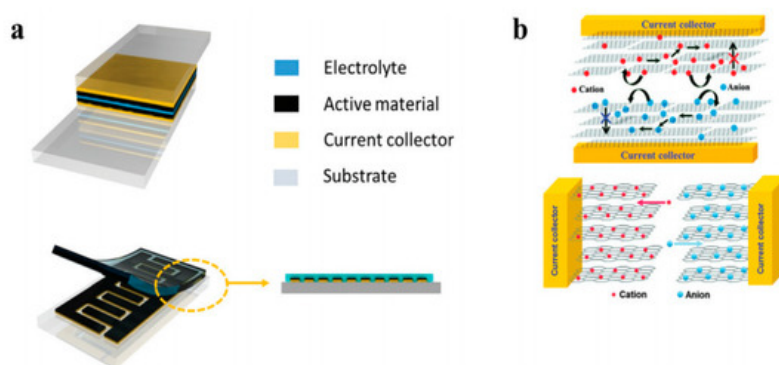 a
Electrolyte
Active material
Current collector
Substrate
b
Current collector
Cation
Anion
Current collector
Current collector
Current collector
Cation
Anion